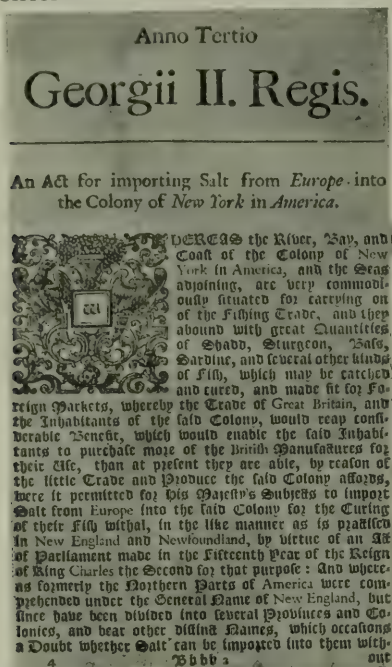 Anno Tertio
Georgii II. Regis.
An Act for importing Salt from Europe into
the Colony of New York in America.
WHEREAS the River, Bay, and
Coast of the Colony of New
York in America, and the Seas
adjoining, are very commodi-
ously situated for carrying on
of the Fishing Trade, and they
abound with great Quantities
of Shadd, Sturgeon, Bass,
Sardine, and several other kinds
of Fish, which may be catched
and cured, and made fit for Fo-
reign Markets, whereby the Trade of Great Britain, and
the Inhabitants of the said Colony, would reap consi-
derable Benefit, which would enable the said Inhabi-
tants to purchase more of the British Manufactures for
their Use, than at present they are able, by reason of
the little Trade and Produce the said Colony affords,
were it permitted for his Majesty's Subjects to import
Salt from Europe into the said Colony for the Curing
of their Fish withal, in the like manner as is practised
in New England and Newfoundland, by virtue of an Act
of Parliament made in the Fifteenth Year of the Reign
of King Charles the Second for that purpose: And where-
as formerly the Northern Parts of America were com-
prehended under the General Name of New England, but
since have been divided into several Provinces and Co-
lonies, and bear other distinct Names, which occasions
a Doubt whether Salt can be imported into them with-
4 Bbbb 2 out